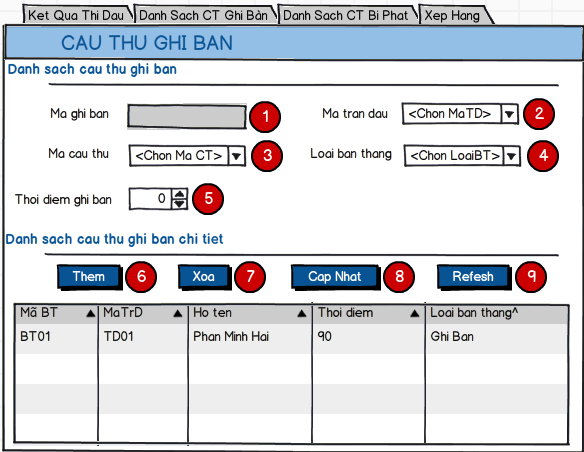 Ket Qua Thi Dau Danh Sach CT Ghi Bàn Danh Sach CT Bi Phat Xep Hang
CAU THU GHI BAN
Danh sach cau thu ghi ban
Ma ghi ban 1 Ma tran dau <Chon MaTD> 2
Ma cau thu <Chon Ma CT> 3 Loai ban thang <Chon LoaiBT> 4
Thoi diem ghi ban 0 5
Danh sach cau thu ghi ban chi tiet
Them 6 Xoa 7 Cap Nhat 8 Refesh 9
Mã BT MaTrD Ho ten Thoi diem Loai ban thang^
BT01 TD01 Phan Minh Hai 90 Ghi Ban